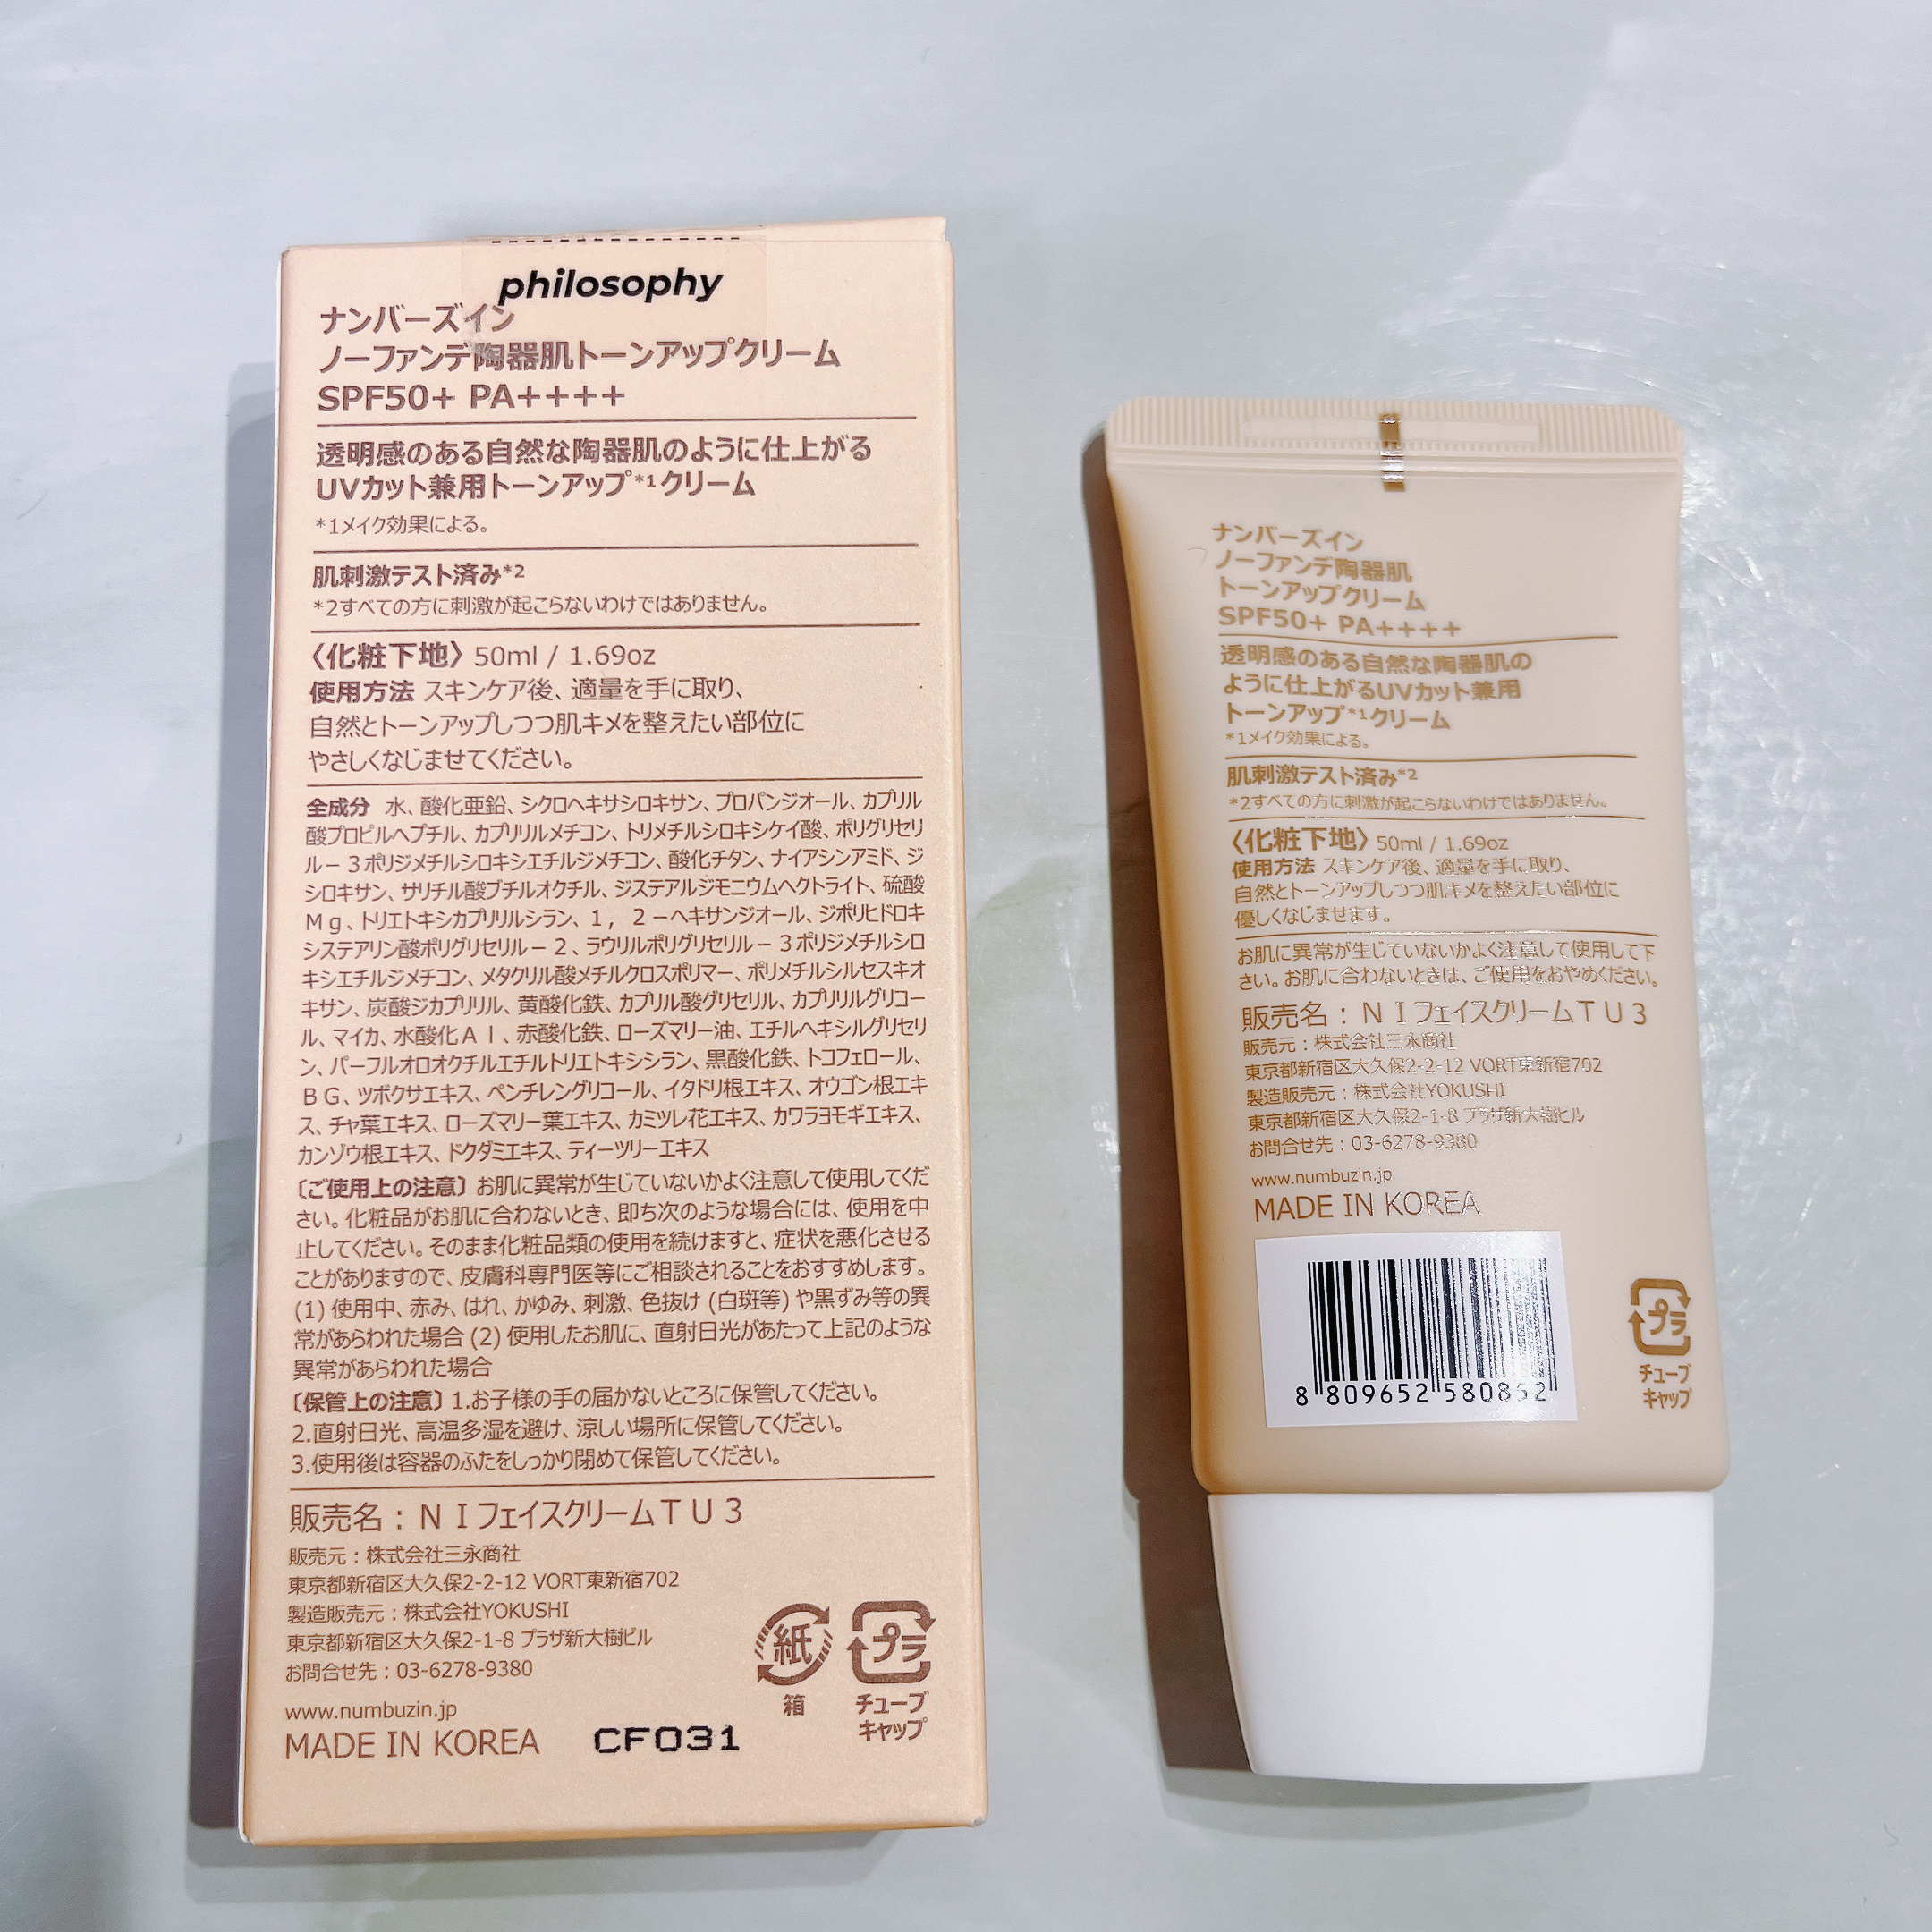 philosophy
ナンバーズイン
ノーファンデ陶器肌トーンアップクリーム
SPF50+ PA++++
透明感のある自然な陶器肌のように仕上がる
UVカット兼用トーンアップ*1クリーム
*1メイク効果による。
肌刺激テスト済み*2
*2すべての方に刺激が起こらないわけではありません。
〈化粧下地〉 50ml / 1.69oz
使用方法 スキンケア後、適量を手に取り、
自然とトーンアップしつつ肌キメを整えたい部位に
やさしくなじませてください。
全成分 水、酸化亜鉛、シクロヘキサシロキサン、プロパンジオール、カプリル
酸プロピルヘプチル、カプリリルメチコン、トリメチルシロキシケイ酸、ポリグリセリ
ル－３ポリジメチルシロキシエチルジメチコン、酸化チタン、ナイアシンアミド、ジ
シロキサン、サリチル酸ブチルオクチル、ジステアルジモニウムヘクトライト、硫酸
Ｍｇ、トリエトキシカプリリルシラン、１，２－ヘキサンジオール、ジポリヒドロキ
システアリン酸ポリグリセリル－２、ラウリルポリグリセリル－３ポリジメチルシロ
キシエチルジメチコン、メタクリル酸メチルクロスポリマー、ポリメチルシルセスキオ
キサン、炭酸ジカプリリル、黄酸化鉄、カプリル酸グリセリル、カプリリルグリコー
ル、マイカ、水酸化Ａｌ、赤酸化鉄、ローズマリー油、エチルヘキシルグリセリ
ン、パーフルオロオクチルエチルトリエトキシシラン、黒酸化鉄、トコフェロール、
ＢＧ、ツボクサエキス、ペンチレングリコール、イタドリ根エキス、オウゴン根エキ
ス、チャ葉エキス、ローズマリー葉エキス、カミツレ花エキス、カワラヨモギエキス、
カンゾウ根エキス、ドクダミエキス、ティーツリーエキス
〔ご使用上の注意〕お肌に異常が生じていないかよく注意して使用してくだ
さい。化粧品がお肌に合わないとき、即ち次のような場合には、使用を中
止してください。そのまま化粧品類の使用を続けますと、症状を悪化させる
ことがありますので、皮膚科専門医等にご相談されることをおすすめします。
(1) 使用中、赤み、はれ、かゆみ、刺激、色抜け (白斑等) や黒ずみ等の異
常があらわれた場合 (2) 使用したお肌に、直射日光があたって上記のような
異常があらわれた場合
〔保管上の注意〕1.お子様の手の届かないところに保管してください。
2.直射日光、高温多湿を避け、涼しい場所に保管してください。
3.使用後は容器のふたをしっかり閉めて保管してください。
販売名：ＮＩフェイスクリームＴＵ３
販売元：株式会社三永商社
東京都新宿区大久保2-2-12 VORT東新宿702
製造販売元：株式会社YOKUSHI
東京都新宿区大久保2-1-8 プラザ新大樹ビル
お問合せ先：03-6278-9380
www.numbuzin.jp
MADE IN KOREA
CF031
紙
箱
プラ
チューブ
キャップ
ナンバーズイン
ノーファンデ陶器肌
トーンアップクリーム
SPF50+ PA++++
透明感のある自然な陶器肌の
ように仕上がるUVカット兼用
トーンアップ*1クリーム
*1メイク効果による。
肌刺激テスト済み*2
*2すべての方に刺激が起こらないわけではありません。
〈化粧下地〉 50ml / 1.69oz
使用方法 スキンケア後、適量を手に取り、
自然とトーンアップしつつ肌キメを整えたい部位に
優しくなじませます。
お肌に異常が生じていないかよく注意して使用して下
さい。お肌に合わないときは、ご使用をおやめください。
販売名：ＮＩフェイスクリームＴＵ３
販売元：株式会社三永商社
東京都新宿区大久保2-2-12 VORT東新宿702
製造販売元：株式会社YOKUSHI
東京都新宿区大久保2-1-8 プラザ新大樹ビル
お問合せ先：03-6278-9380
www.numbuzin.jp
MADE IN KOREA
8 809652 580852
プラ
チューブ
キャップ